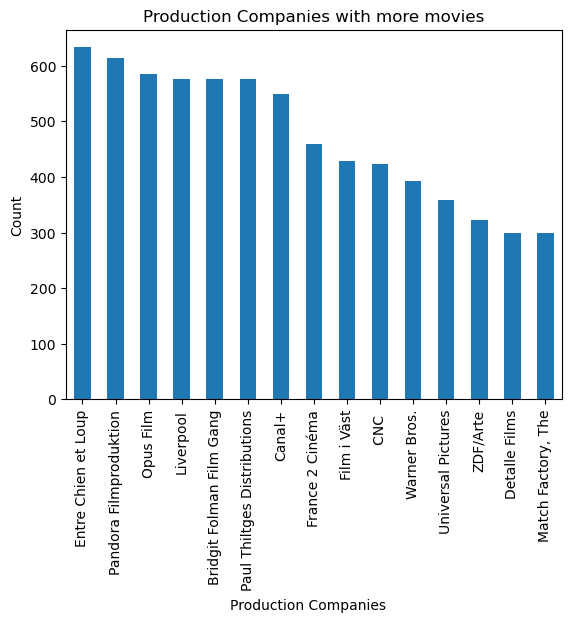 Production Companies with more movies
600
500
400
300
200
100
0
Count
Entre Chien et Loup
Pandora Filmproduktion
Opus Film
Liverpool
Bridgit Folman Film Gang
Paul Thiltges Distributions
Canal+
France 2 Cinéma
Film i Väst
CNC
Warner Bros.
Universal Pictures
ZDF/Arte
Detalle Films
Match Factory, The
Production Companies